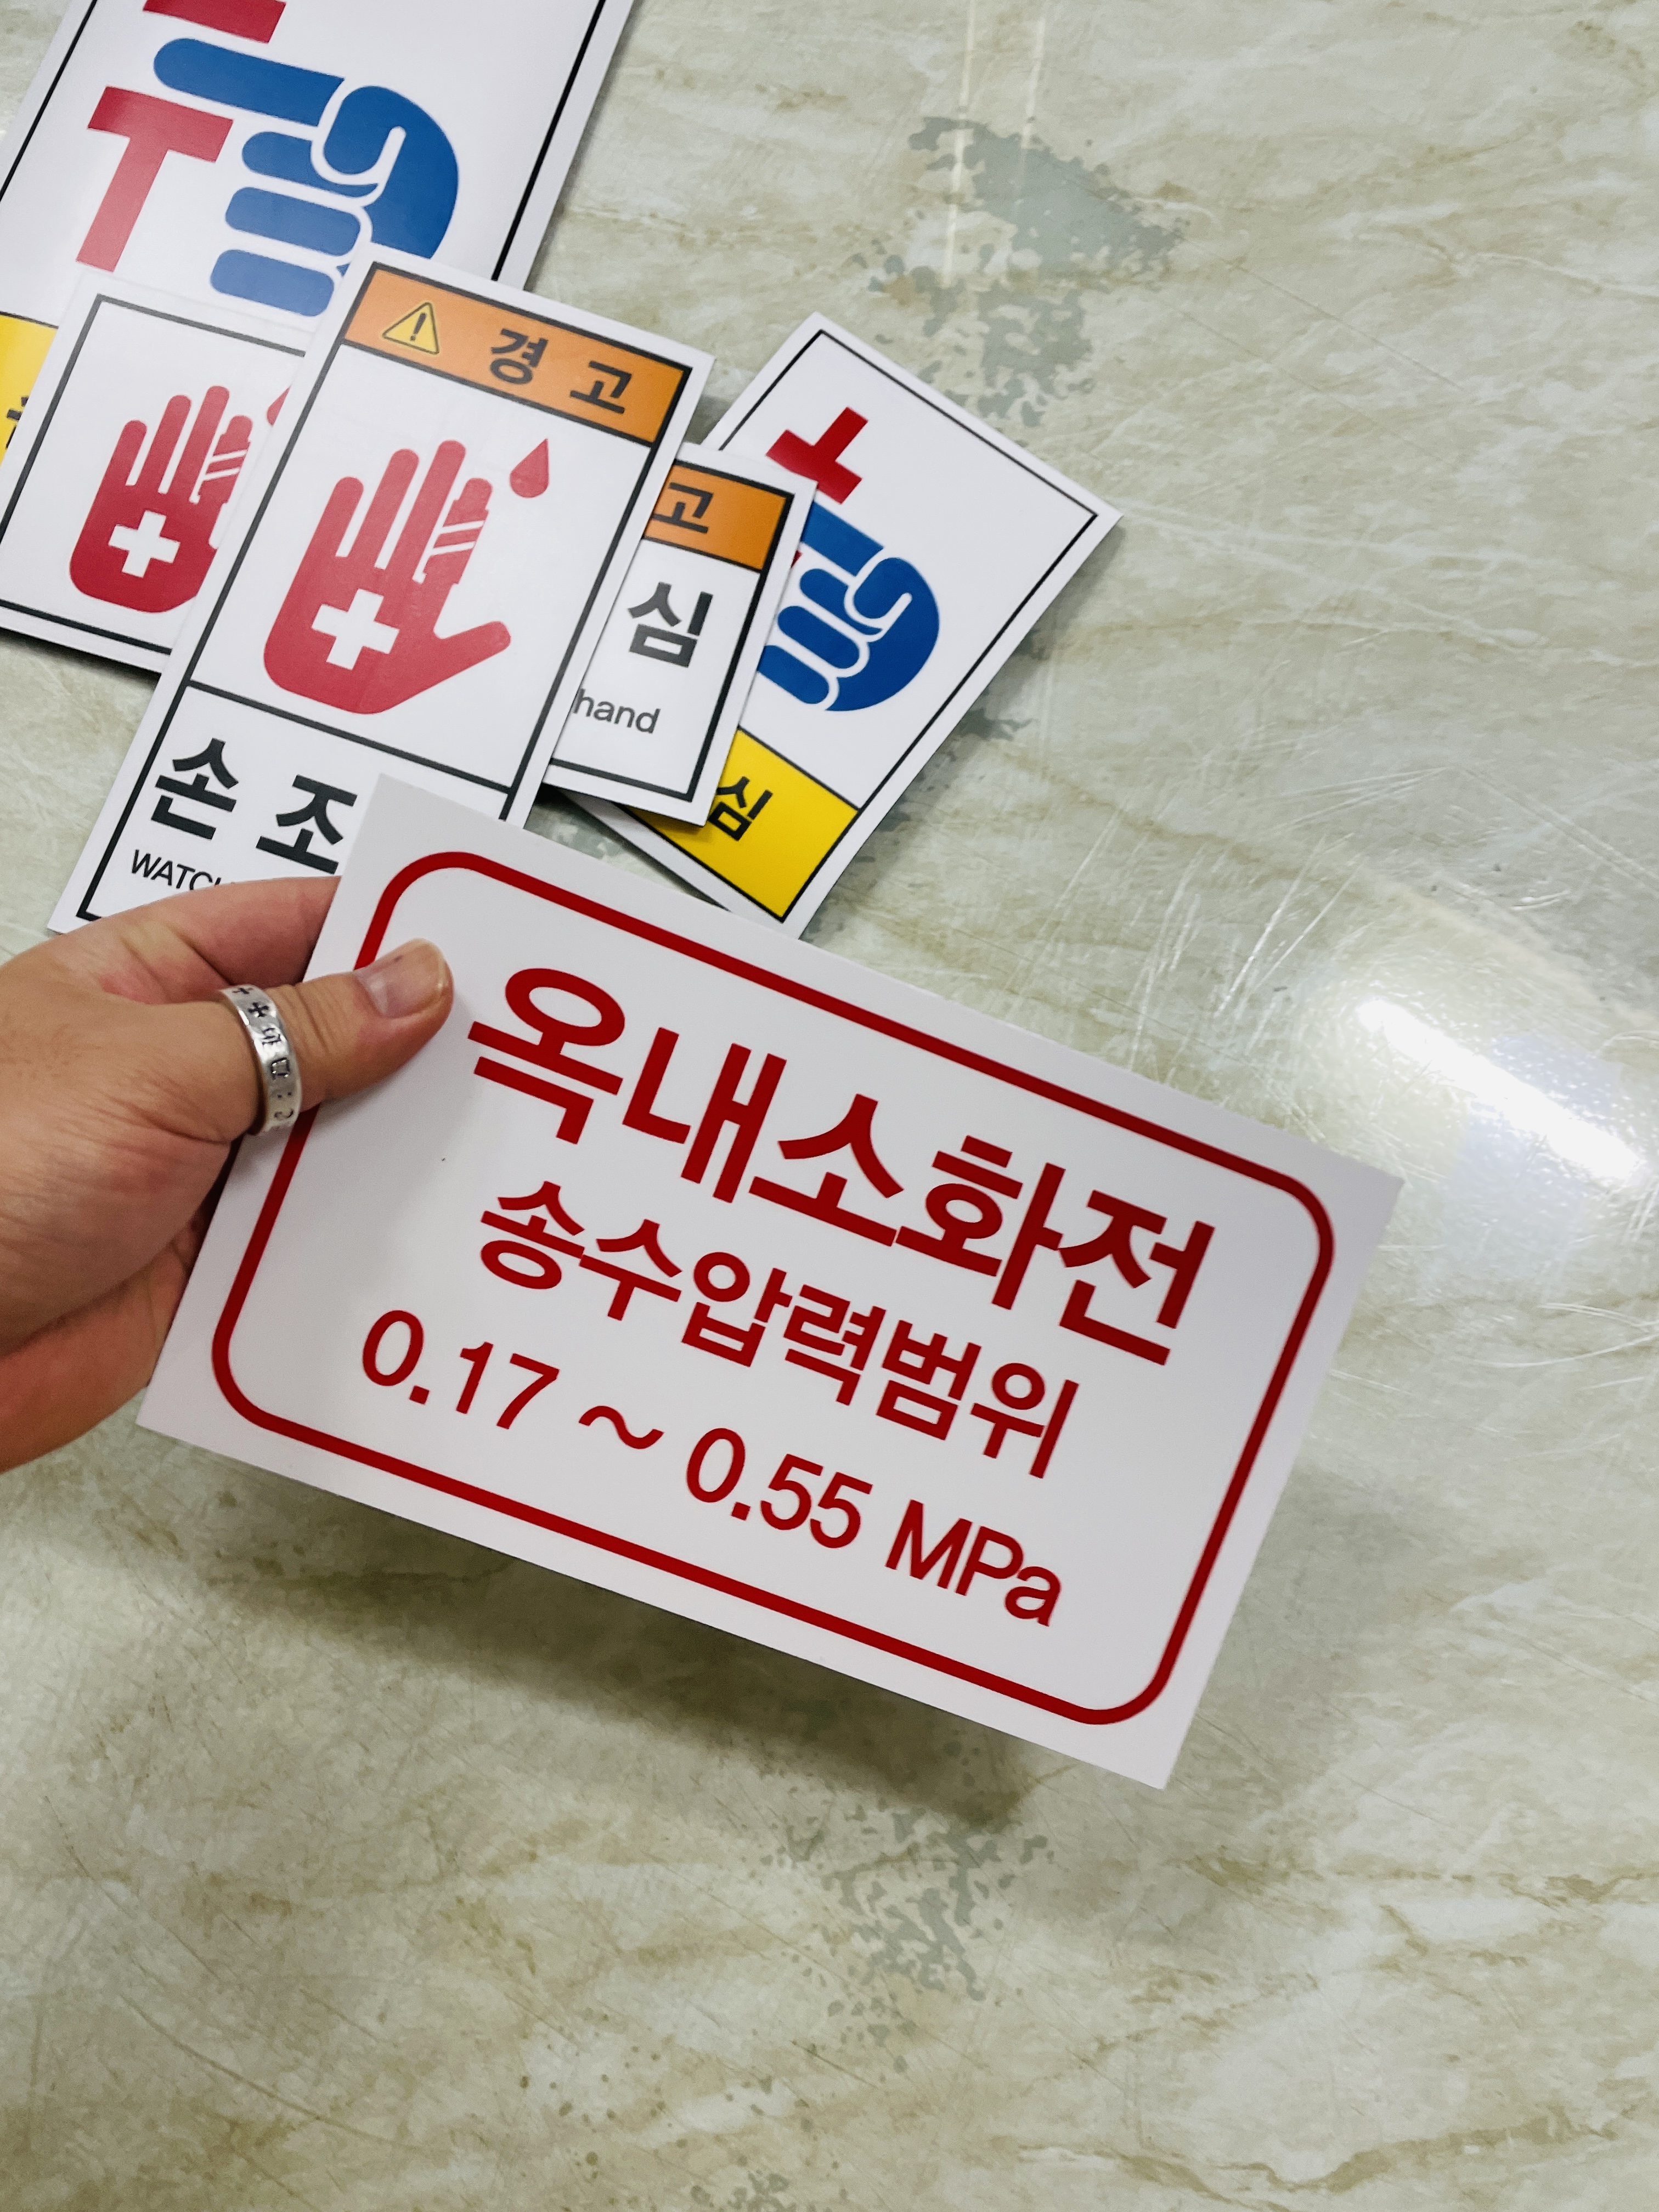 경 고
손 조
고
심
hand
심
옥내소화전
송수압력범위
0.17 ~ 0.55 MPa